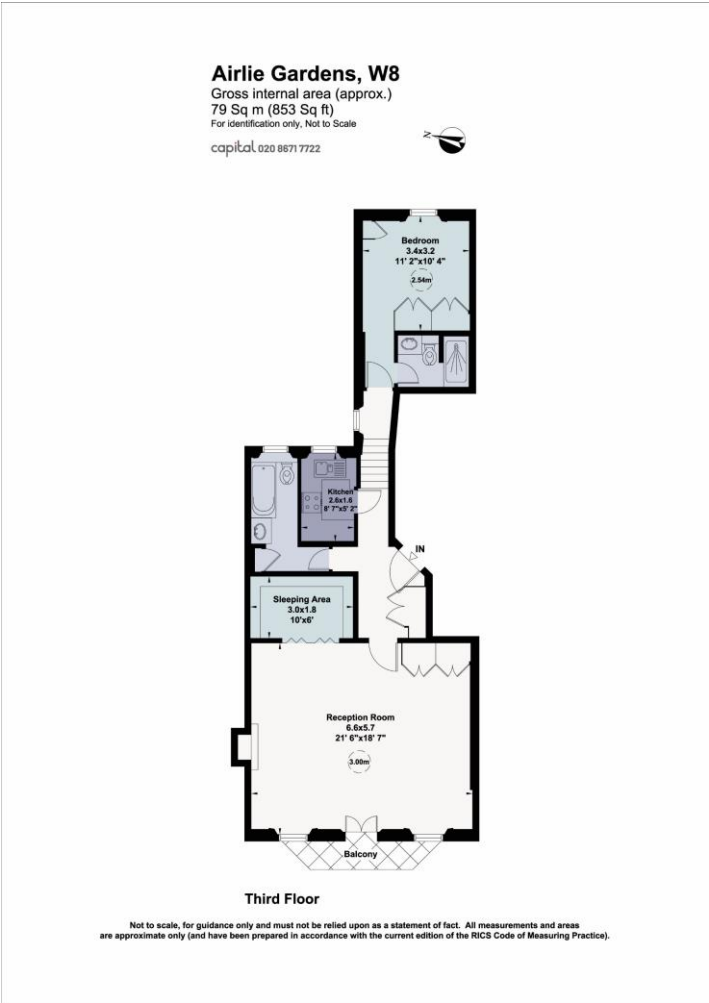 Airlie Gardens, W8
Gross internal area (approx.)
79 Sq m (853 Sq ft)
For identification only, Not to Scale
capital 020 8671 7722
N
Bedroom
3.4x3.2
11' 2"x10' 4"
2.54m
Kitchen
2.6x1.6
8' 7"x5' 2"
IN
Sleeping Area
3.0x1.8
10'x6'
Reception Room
6.6x5.7
21' 6"x18' 7"
3.00m
Balcony
Third Floor
Not to scale, for guidance only and must not be relied upon as a statement of fact. All measurements and areas
are approximate only (and have been prepared in accordance with the current edition of the RICS Code of Measuring Practice).